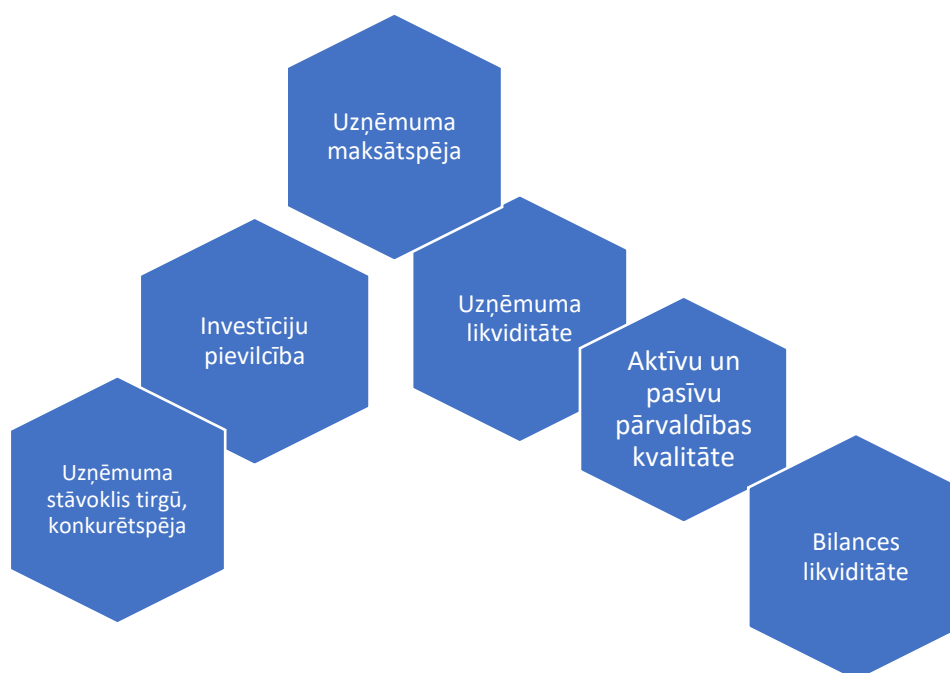 Uzņēmuma
maksātspēja
Investīciju
pievilcība
Uzņēmuma
likviditāte
Aktīvu un
pasīvu
pārvaldības
kvalitāte
Uzņēmuma
stāvoklis tirgū,
konkurētspēja
Bilances
likviditāte